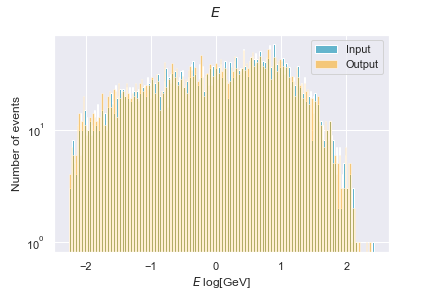 E
Input
Output
Number of events
10¹
10⁰
−2
−1
0
1
2
E log[GeV]